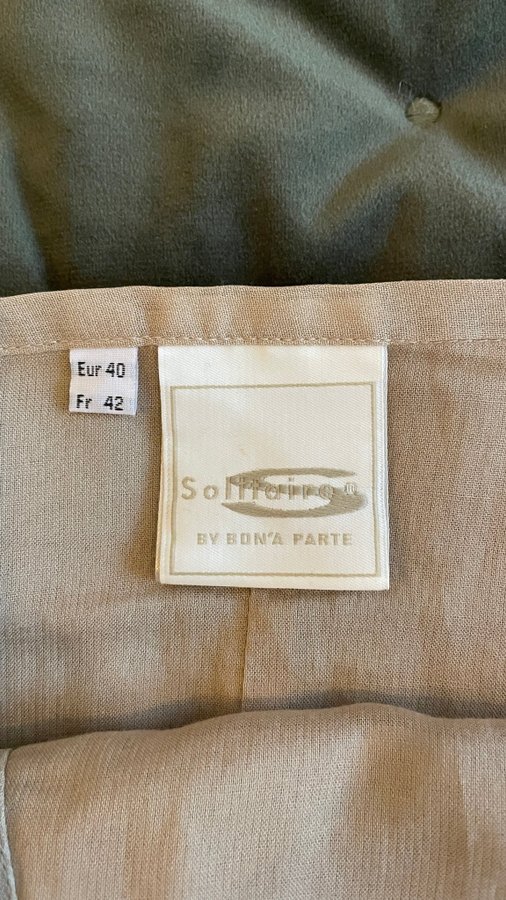 Eur 40
Fr 42
Solitaire
BY BON'A PARTE